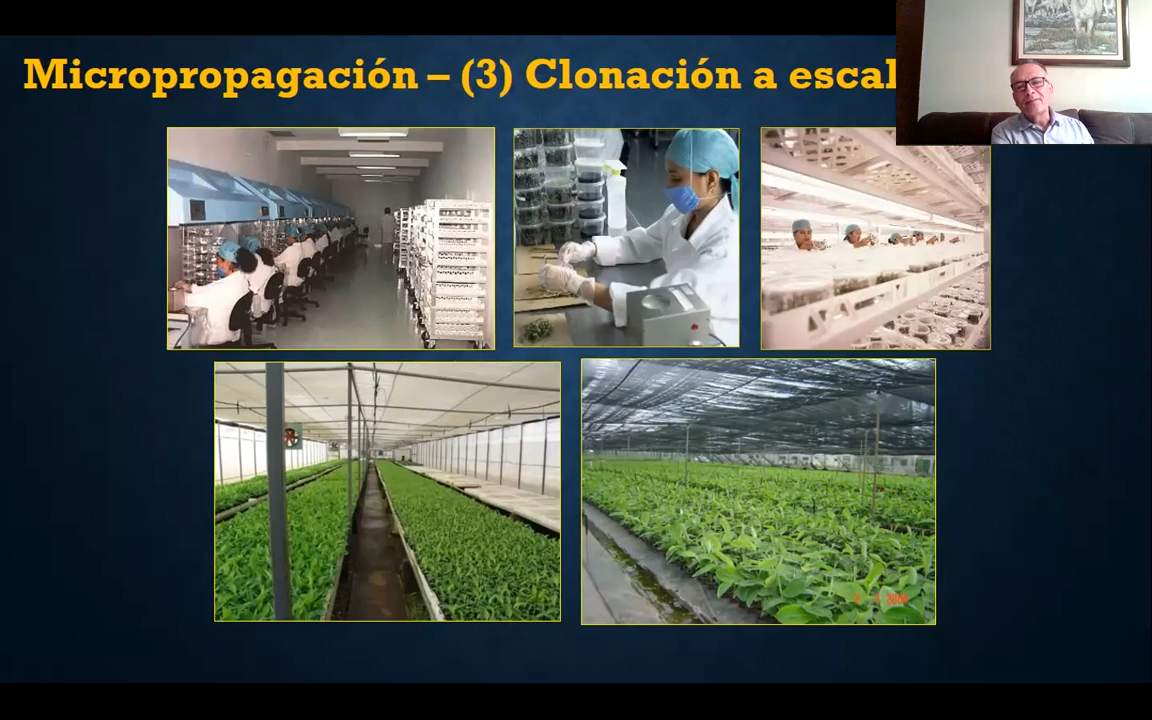 Micropropagación – (3) Clonación a escal